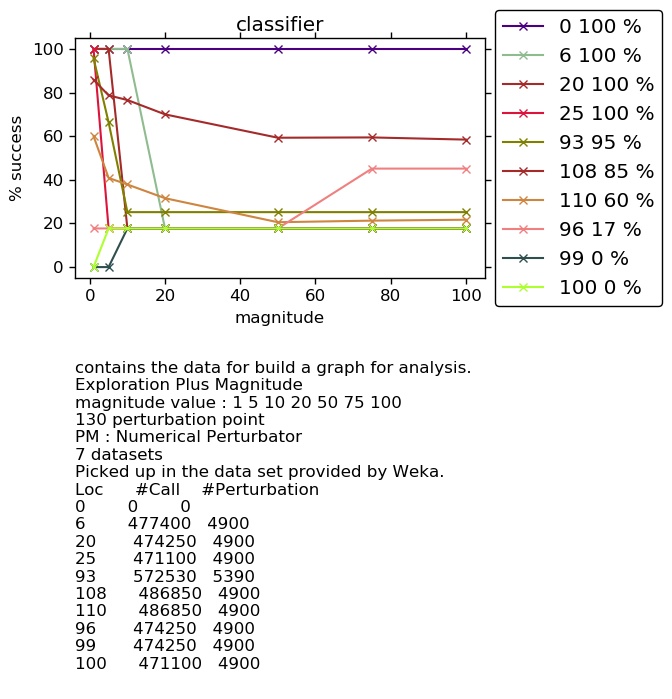 classifier
100
80
60
40
20
0
% success
0
20
40
60
80
100
magnitude
0 100 %
6 100 %
20 100 %
25 100 %
93 95 %
108 85 %
110 60 %
96 17 %
99 0 %
100 0 %
contains the data for build a graph for analysis.
Exploration Plus Magnitude
magnitude value : 1 5 10 20 50 75 100
130 perturbation point
PM : Numerical Perturbator
7 datasets
Picked up in the data set provided by Weka.
Loc #Call #Perturbation
0 0 0
6 477400 4900
20 474250 4900
25 471100 4900
93 572530 5390
108 486850 4900
110 486850 4900
96 474250 4900
99 474250 4900
100 471100 4900